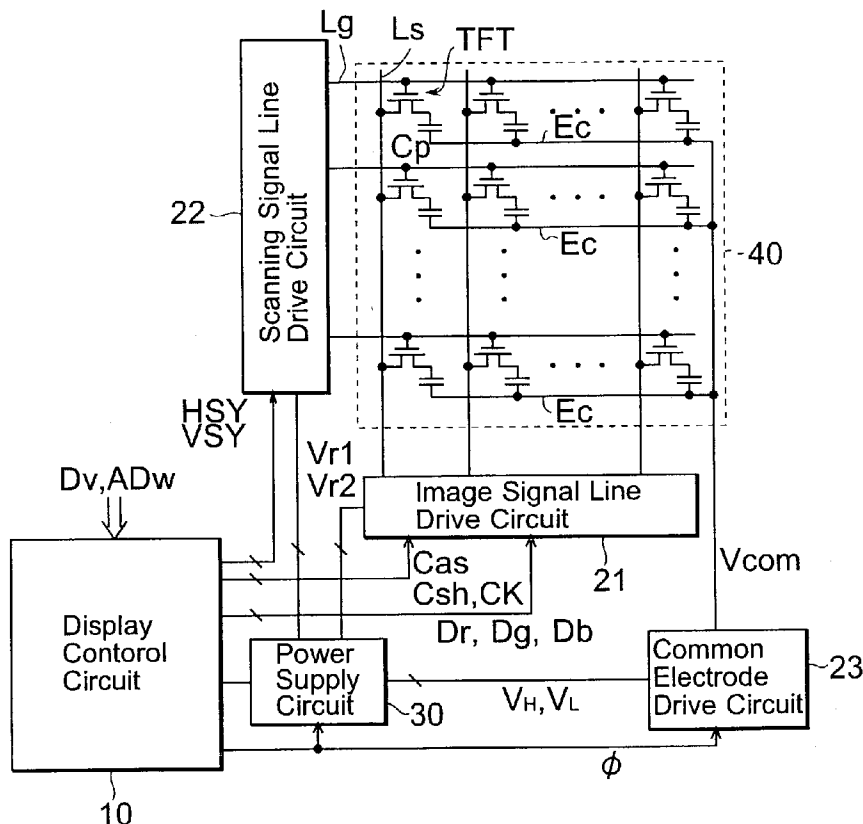 Lg
Ls
TFT
Ec
Cp
Scanning Signal Line
Drive Circuit
22
Ec
40
Ec
HSY
VSY
Vr1
Vr2
Dv,ADw
Image Signal Line
Drive Circuit
21
Vcom
Cas
Csh,CK
Dr, Dg, Db
Display
Contorol
Circuit
Power
Supply
Circuit
30
VH,VL
Common
Electrode
Drive Circuit
23
ϕ
10